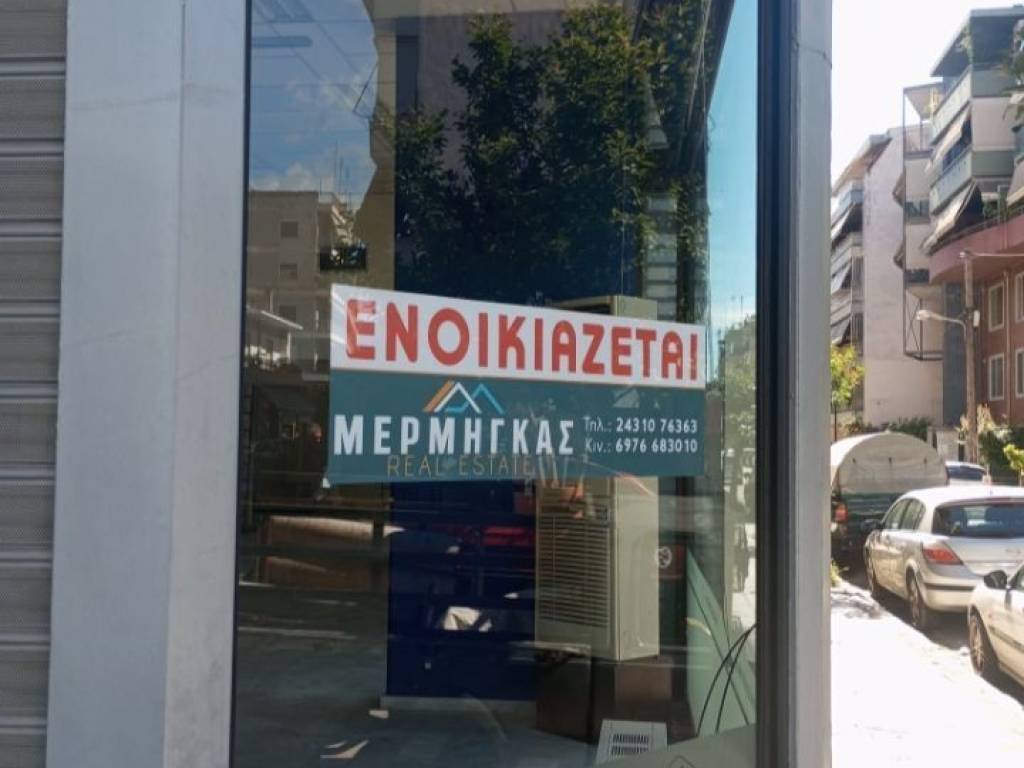 ΕΝΟΙΚΙΑΖΕΤΑΙ
ΜΕΡΜΗΓΚΑΣ
REAL ESTATE
Τηλ.: 24310 76363
Κιν.: 6976 683010